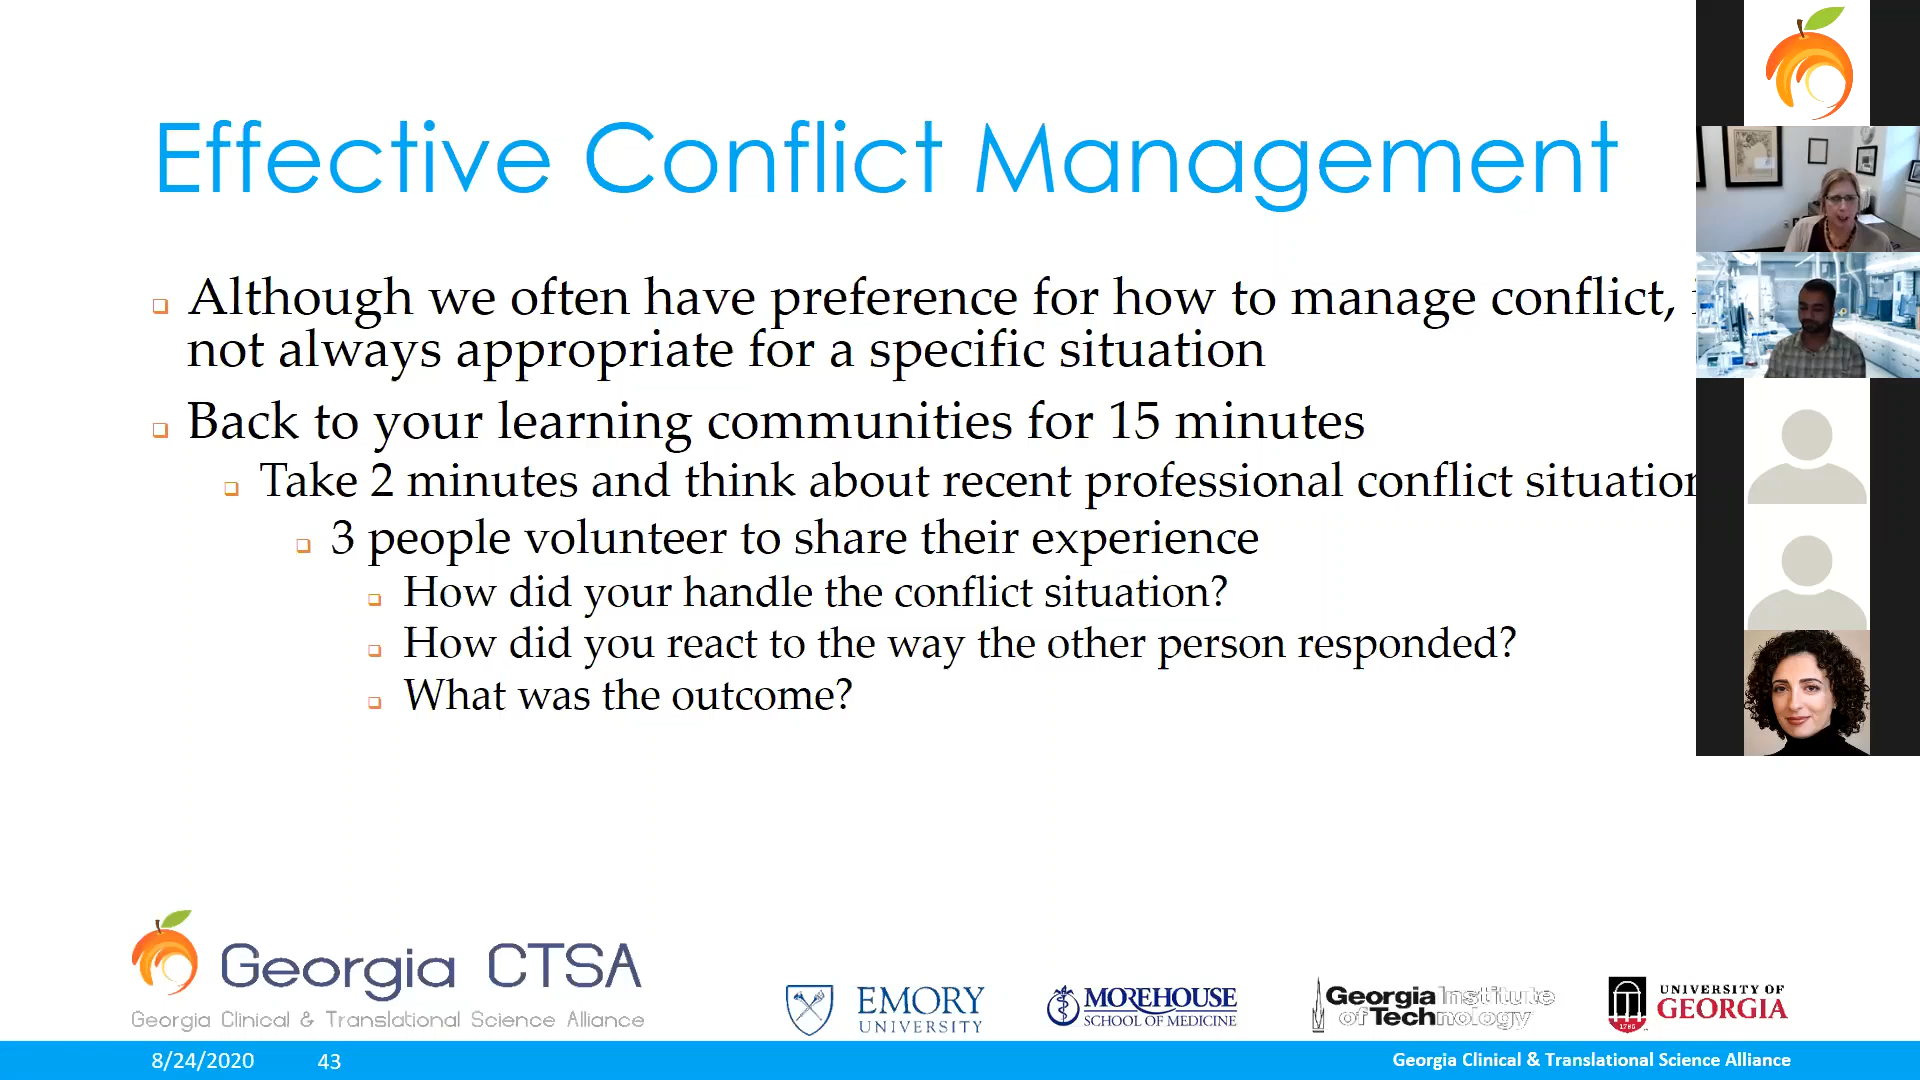 Effective Conflict Management
Although we often have preference for how to manage conflict,
not always appropriate for a specific situation
Back to your learning communities for 15 minutes
Take 2 minutes and think about recent professional conflict
3 people volunteer to share their experience
How did your handle the conflict situation?
How did you react to the way the other person responded?
What was the outcome?
Georgia CTSA
Georgia Clinical & Translational Science Alliance
EMORY
UNIVERSITY
MOREHOUSE
SCHOOL OF MEDICINE
Georgia Institute
of Technology
UNIVERSITY OF
GEORGIA
1785
8/24/2020
43
Georgia Clinical & Translational Science Alliance